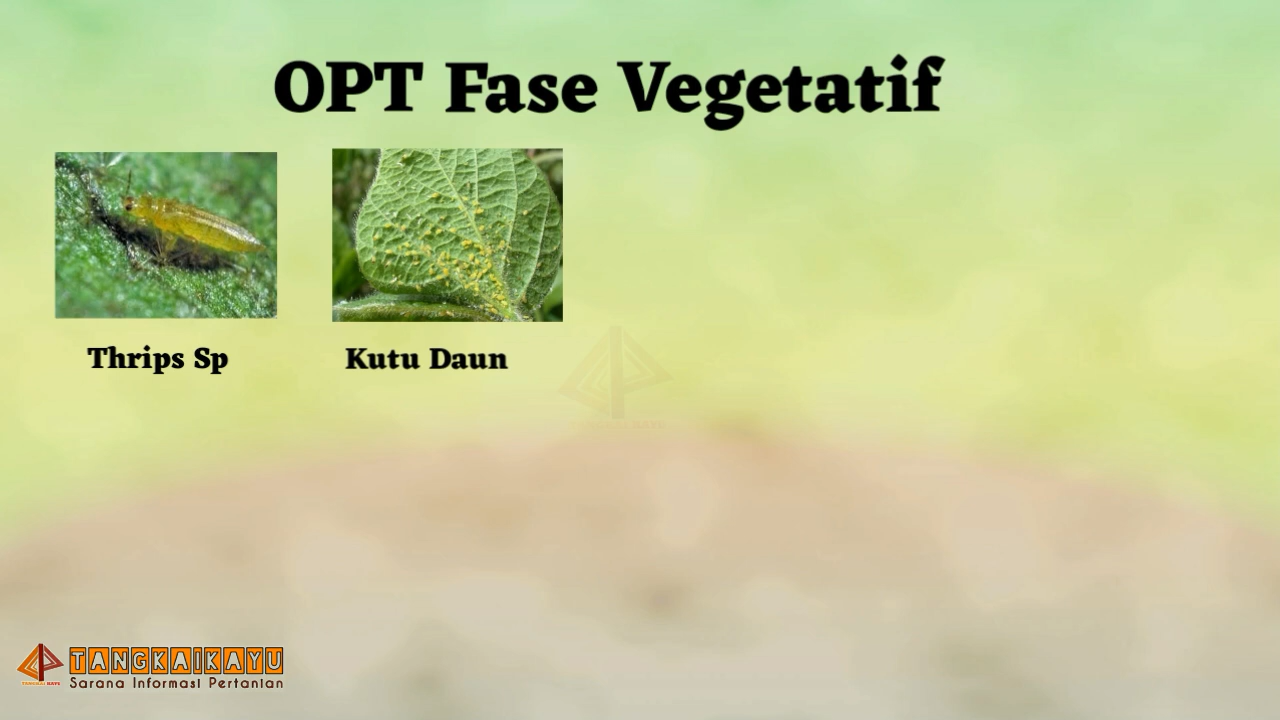 OPT Fase Vegetatif
Thrips Sp
Kutu Daun
TANGKAIKAYU
Sarana Informasi Pertanian